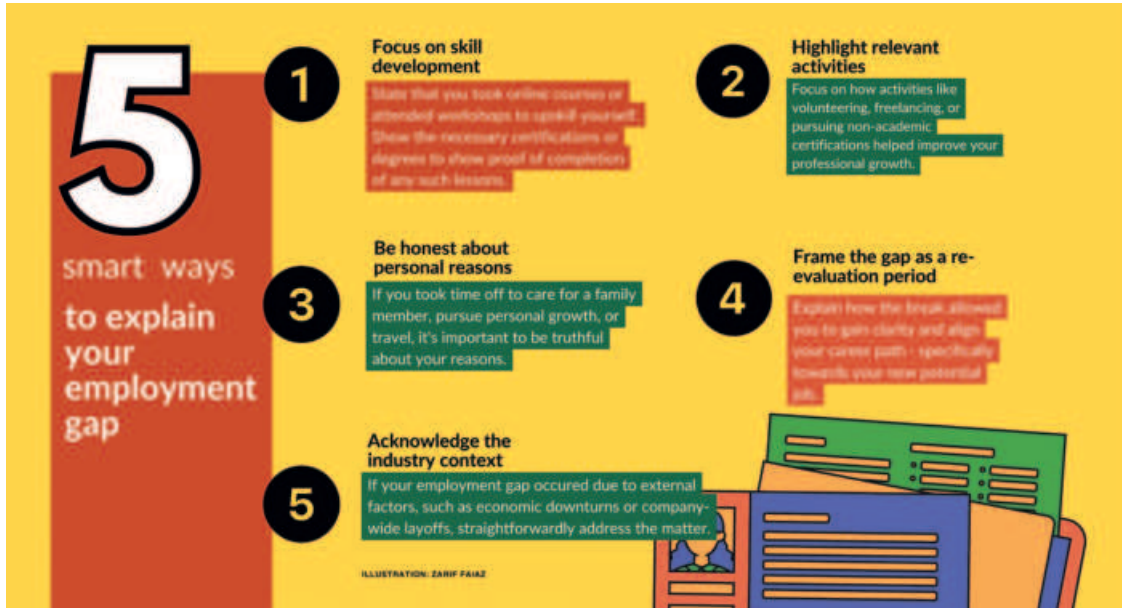 5
smart ways
to explain
your
employment
gap
1
Focus on skill
development
State that you took online courses or
attended workshops to upskill yourself.
Show the necessary certifications or
degrees to show proof of completion
of any such lessons.
2
Highlight relevant
activities
Focus on how activities like
volunteering, freelancing, or
pursuing non-academic
certifications helped improve your
professional growth.
3
Be honest about
personal reasons
If you took time off to care for a family
member, pursue personal growth, or
travel, it's important to be truthful
about your reasons.
4
Frame the gap as a re-
evaluation period
Explain how the break allowed
you to gain clarity and align
your career path - specifically
towards your new potential
job.
5
Acknowledge the
industry context
If your employment gap occured due to external
factors, such as economic downturns or company-
wide layoffs, straightforwardly address the matter.
ILLUSTRATION: ZARIF FAIAZ